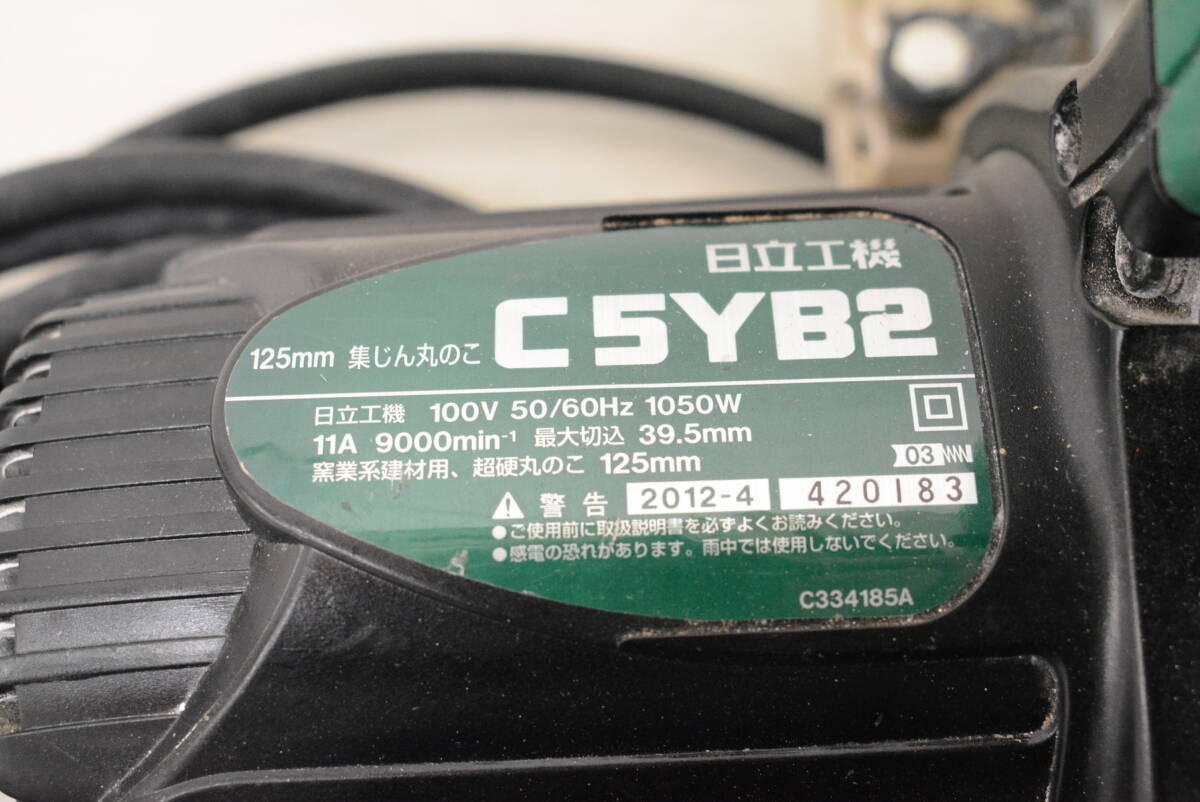 日立工機
125mm 集じん丸のこ C5YB2
日立工機 100V 50/60Hz 1050W
11A 9000min⁻¹ 最大切込 39.5mm
03
窯業系建材用、超硬丸のこ 125mm
警告 2012-4 420183
●ご使用前に取扱説明書を必ずよくお読みください。
●感電の恐れがあります。雨中では使用しないでください。
C334185A